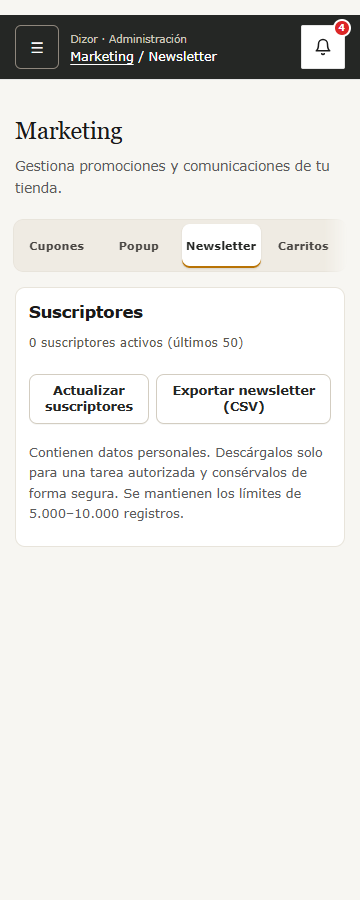 ☰
Dizor · Administración
Marketing / Newsletter
4
Marketing
Gestiona promociones y comunicaciones de tu
tienda.
Cupones Popup Newsletter Carritos
Suscriptores
0 suscriptores activos (últimos 50)
Actualizar
suscriptores
Exportar newsletter
(CSV)
Contienen datos personales. Descárgalos solo
para una tarea autorizada y consérvalos de
forma segura. Se mantienen los límites de
5.000–10.000 registros.